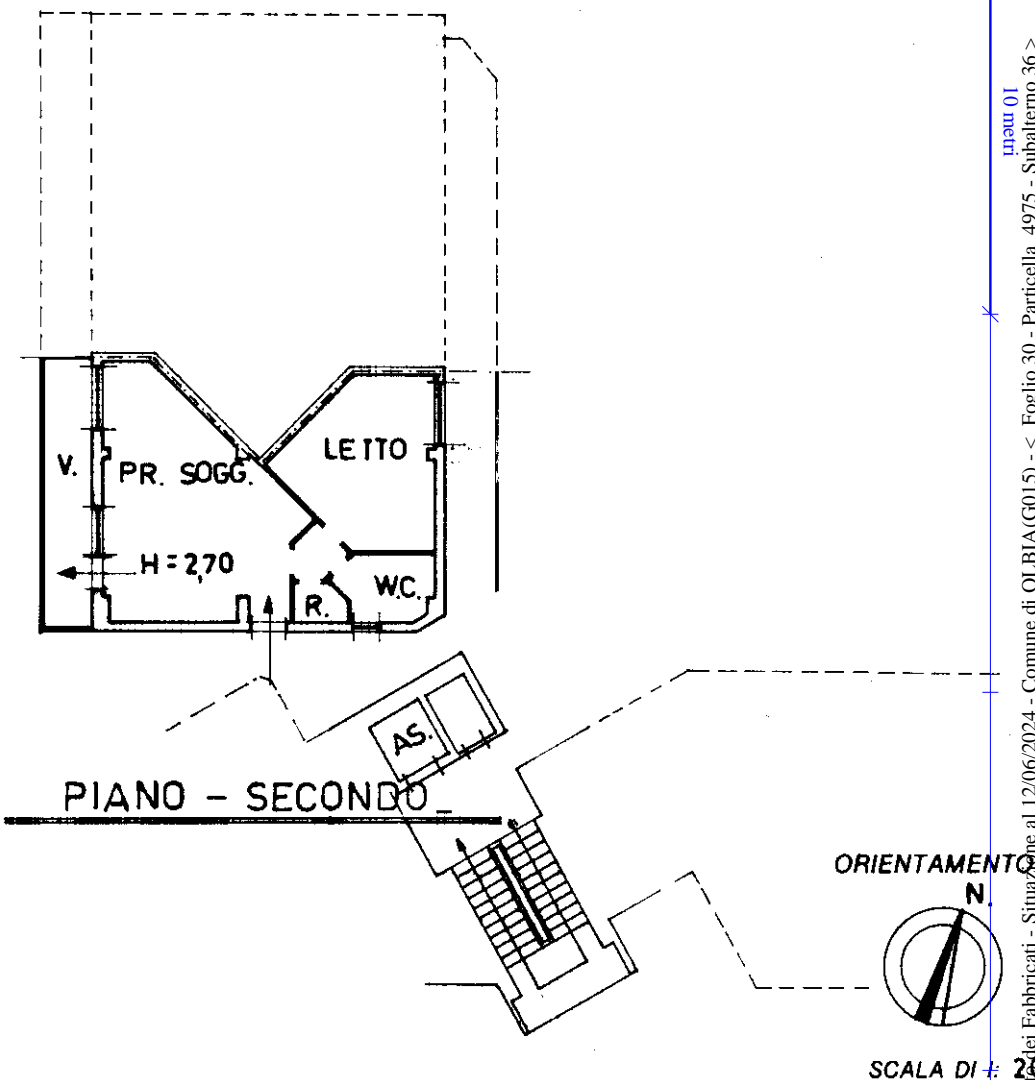 LETTO
V.
PR. SOGG.
H = 2,70
W.C.
R.
AS.
PIANO - SECONDO
ORIENTAMENTO
N.
SCALA DI 1:
10 metri
dei Fabbricati - Situazione al 12/06/2024 - Comune di OLBIA(G015) - < Foglio 30 - Particella 4975 - Subalterno 36 >